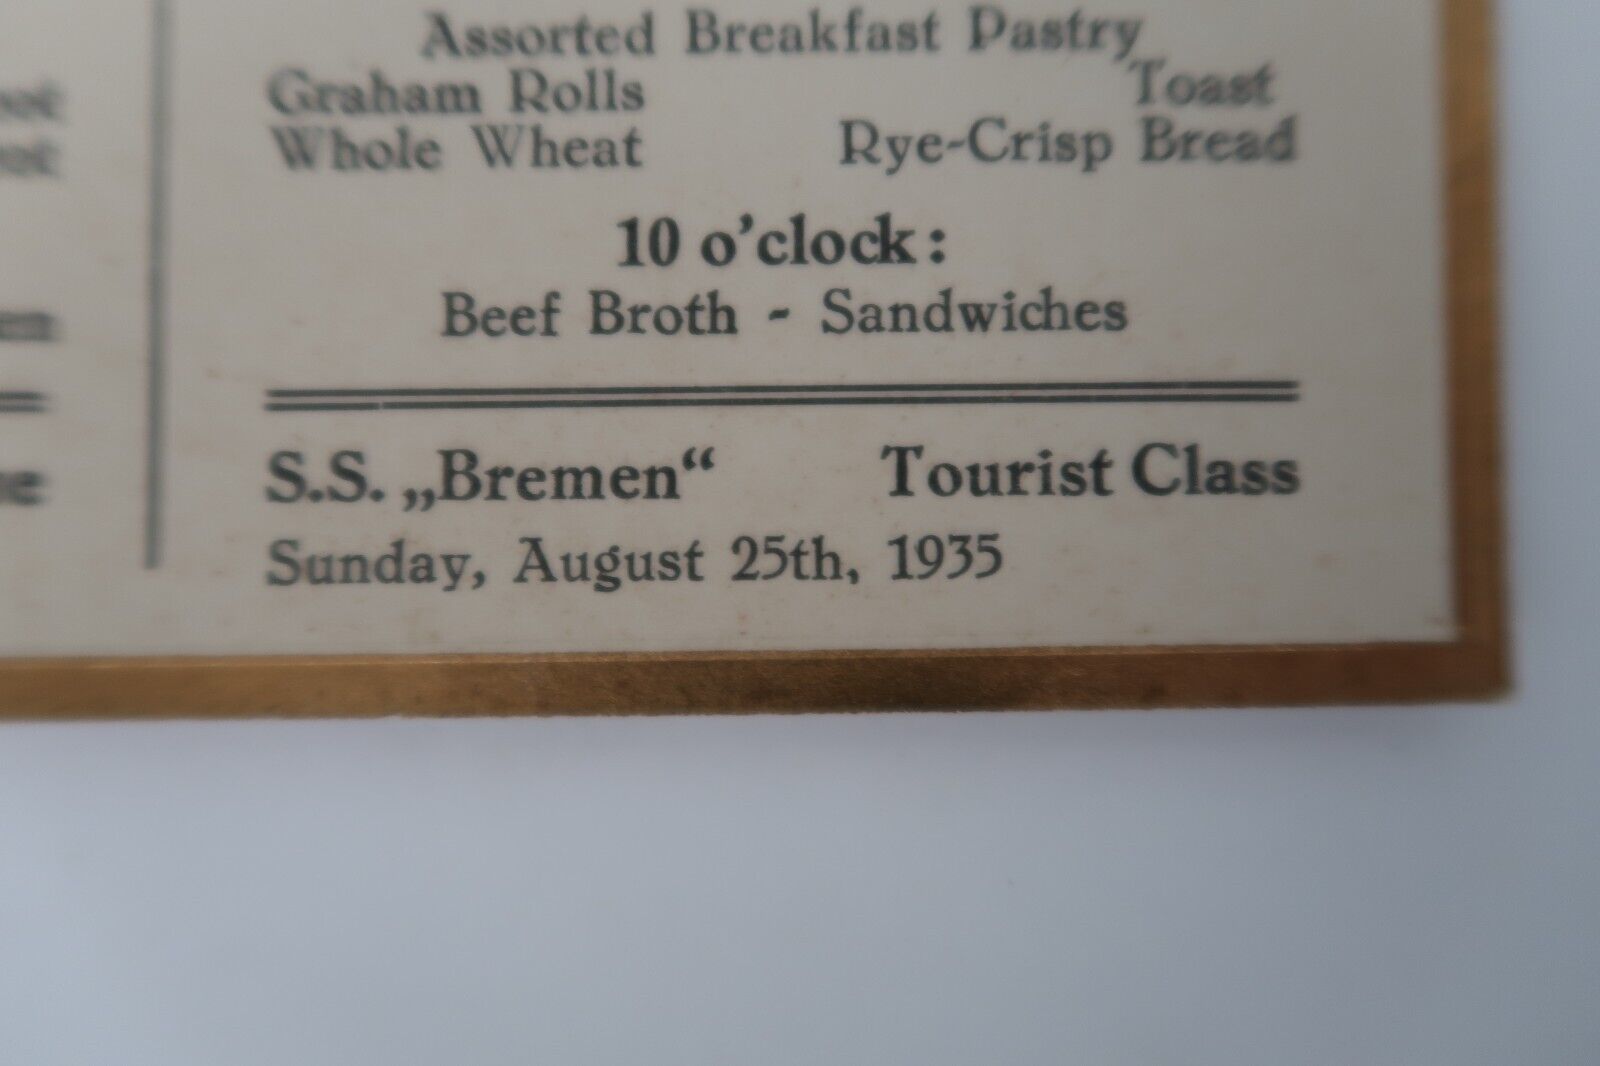 Assorted Breakfast Pastry
Graham Rolls Toast
Whole Wheat Rye-Crisp Bread
10 o'clock:
Beef Broth - Sandwiches
S.S. „Bremen“ Tourist Class
Sunday, August 25th, 1935